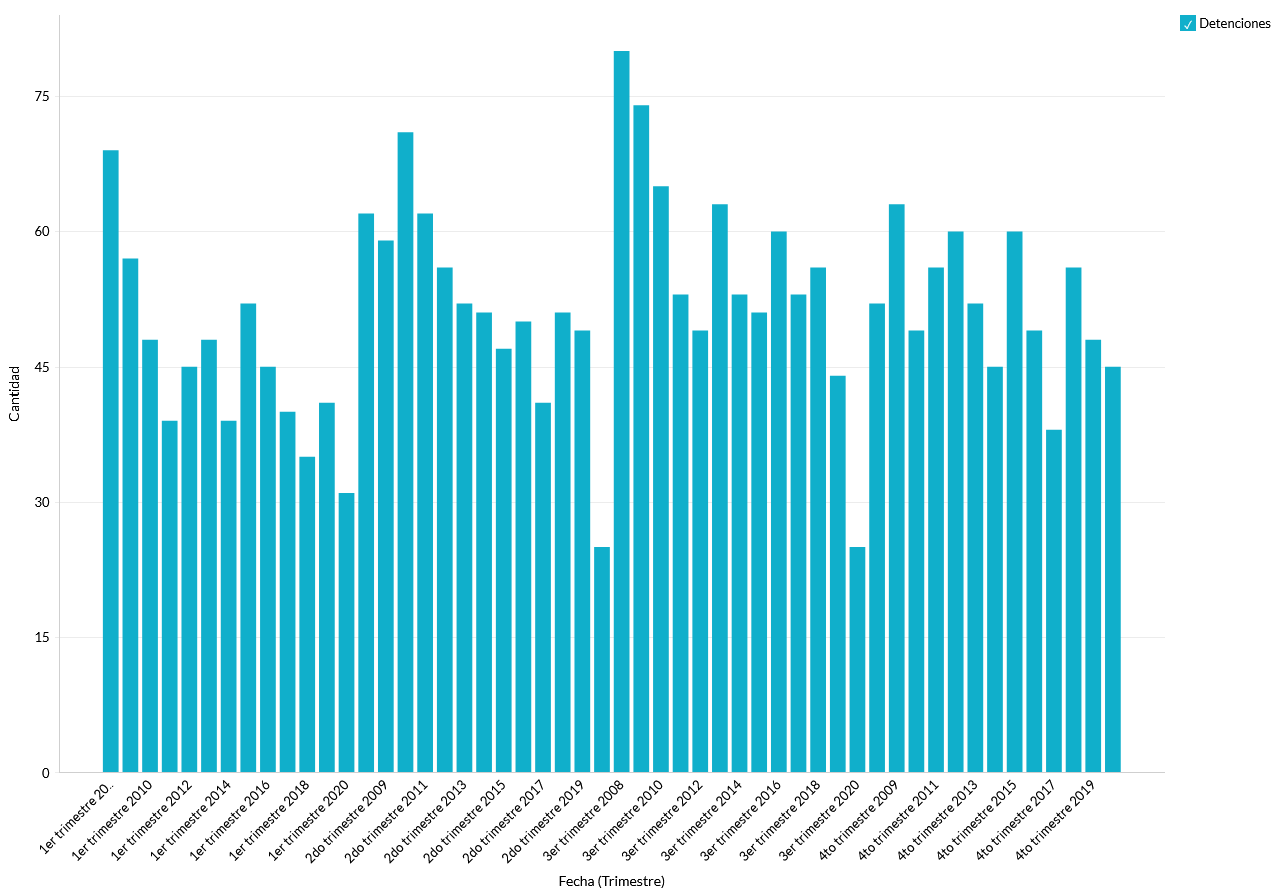 Detenciones
75
60
45
30
15
0
Cantidad
1er trimestre 20..
1er trimestre 2010
1er trimestre 2012
1er trimestre 2014
1er trimestre 2016
1er trimestre 2018
1er trimestre 2020
2do trimestre 2009
2do trimestre 2011
2do trimestre 2013
2do trimestre 2015
2do trimestre 2017
2do trimestre 2019
3er trimestre 2008
3er trimestre 2010
3er trimestre 2012
3er trimestre 2014
3er trimestre 2016
3er trimestre 2018
3er trimestre 2020
4to trimestre 2009
4to trimestre 2011
4to trimestre 2013
4to trimestre 2015
4to trimestre 2017
4to trimestre 2019
Fecha (Trimestre)